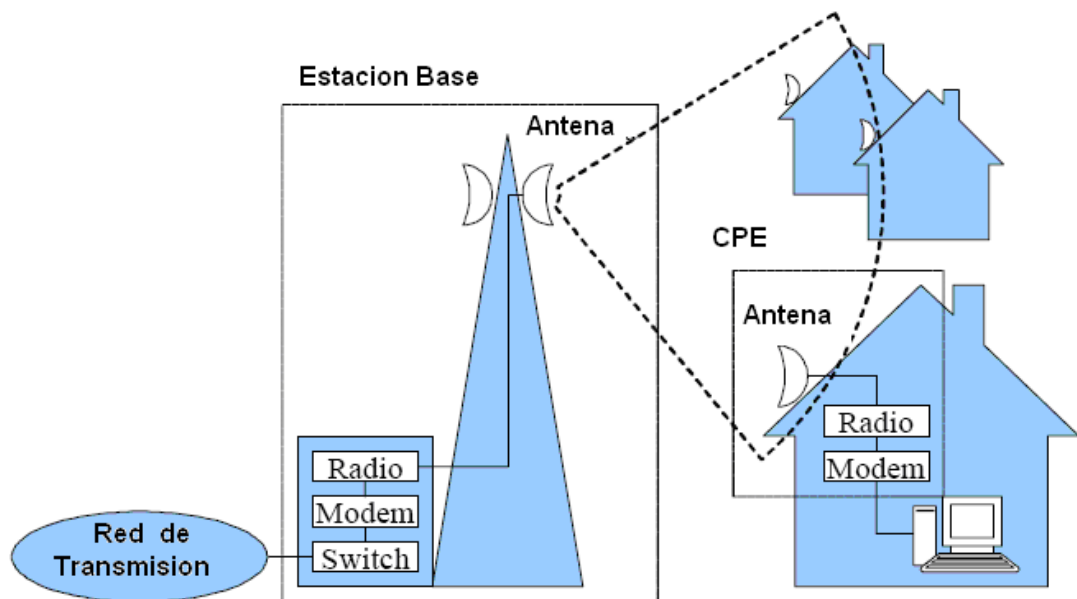 Estacion Base
Antena
CPE
Antena
Radio
Modem
Radio
Modem
Switch
Red de
Transmision